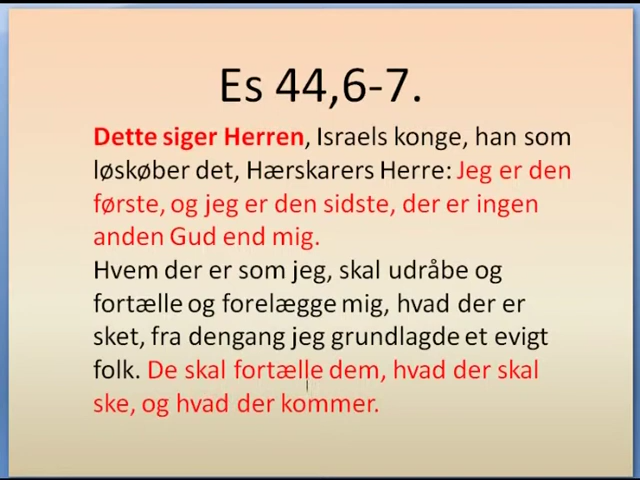 Es 44,6-7.
Dette siger Herren, Israels konge, han som
løskøber det, Hærskarers Herre: Jeg er den
første, og jeg er den sidste, der er ingen
anden Gud end mig.
Hvem der er som jeg, skal udråbe og
fortælle og forelægge mig, hvad der er
sket, fra dengang jeg grundlagde et evigt
folk. De skal fortælle dem, hvad der skal
ske, og hvad der kommer.